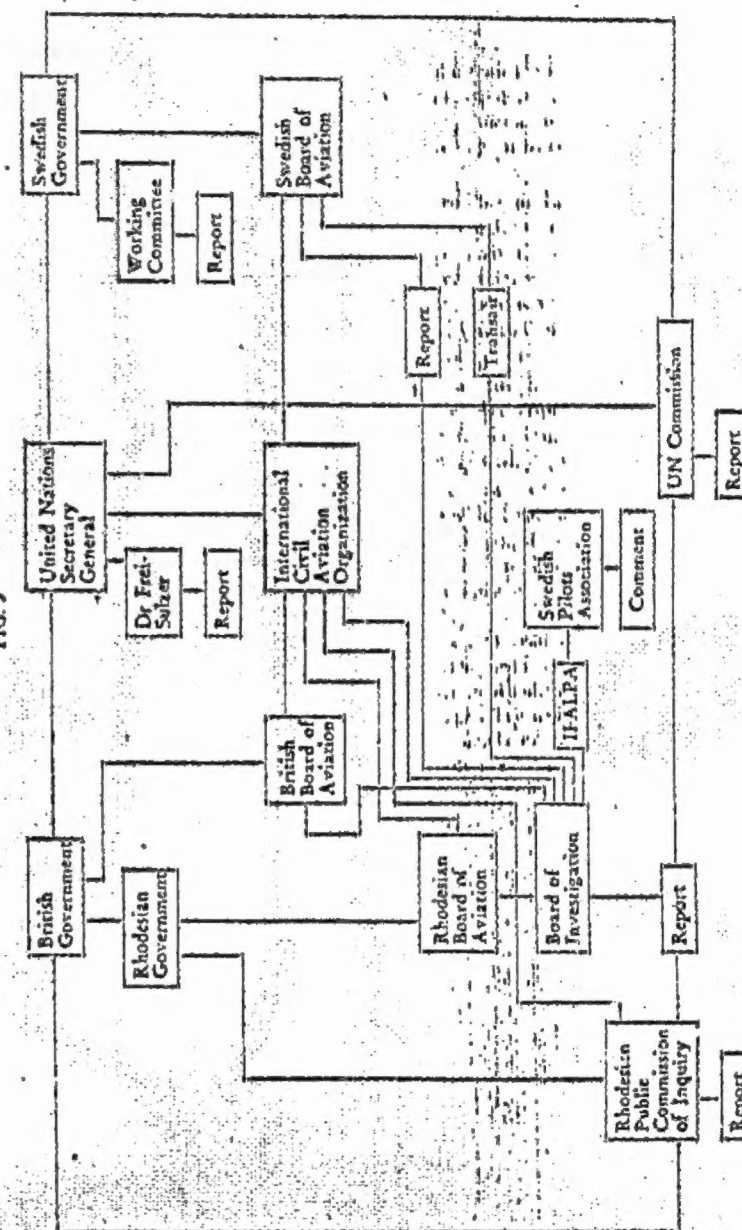 FIG. 5
British
Government
United Nations
Secretary
General
Swedish
Government
Rhodesian
Government
Dr Frei-
Sulzer
Report
Working
Committee
Report
British
Board of
Aviation
International
Civil
Aviation
Organization
Swedish
Board of
Aviation
Rhodesian
Board of
Aviation
Report
Transair
Board of
Investigation
IFALPA
Swedish
Pilots
Association
Comment
Rhodesian
Public
Commission
of Inquiry
Report
Report
UN Commission
Report